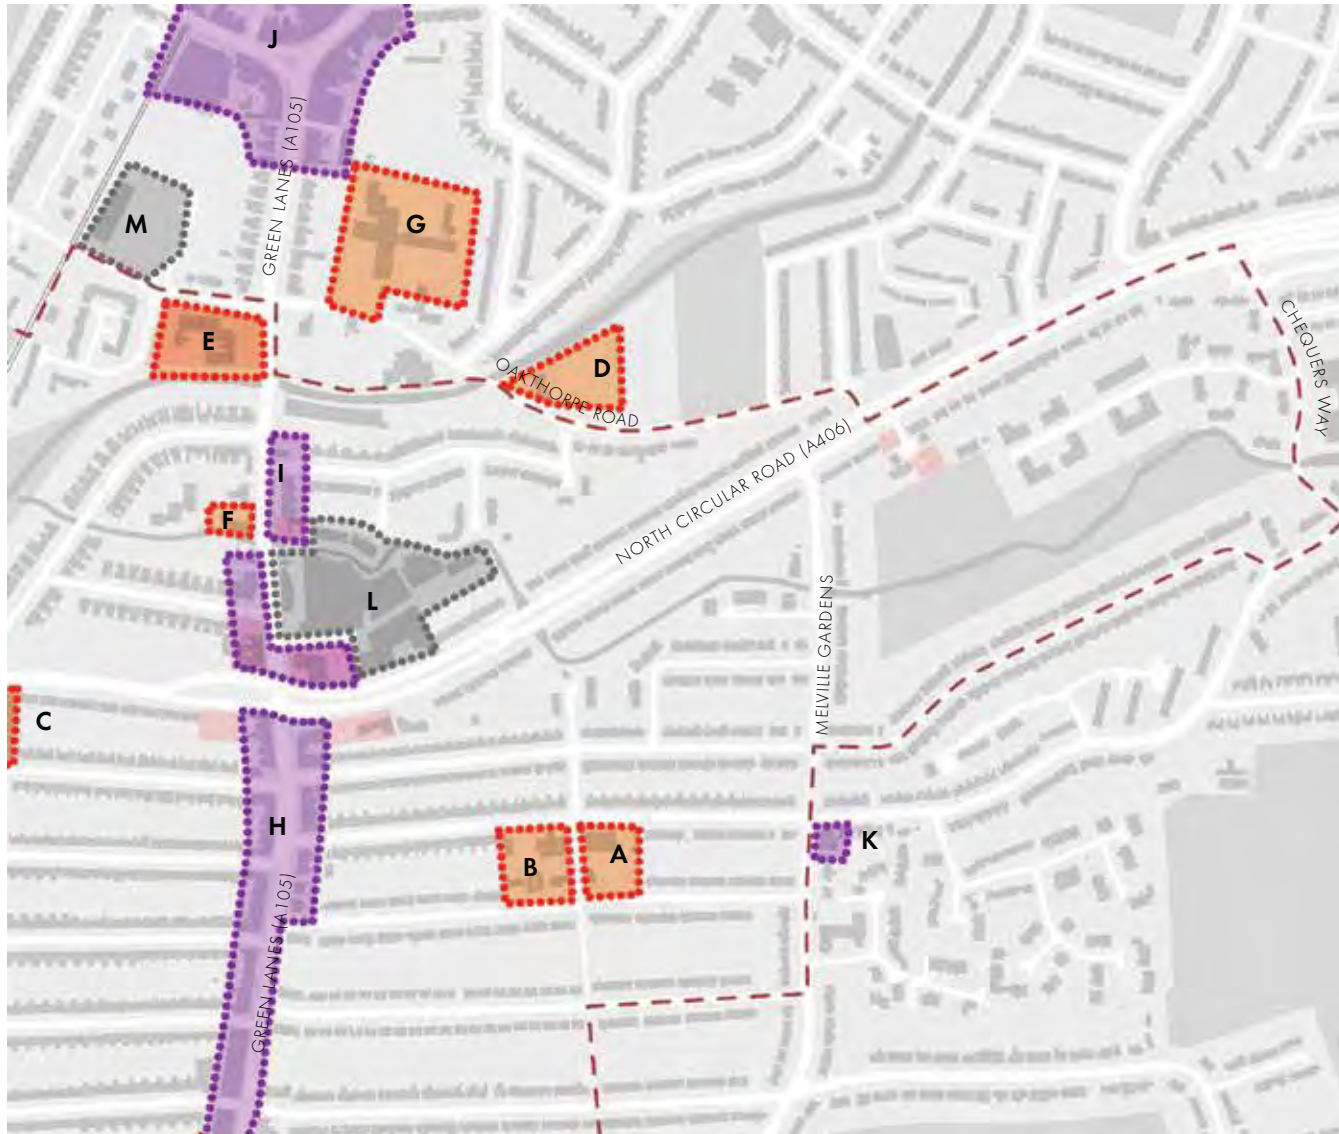 J
GREEN LANES (A105)
M
G
E
D
OAKTHORPE ROAD
CHEQUERS WAY
I
NORTH CIRCULAR ROAD (A406)
F
L
MELVILLE GARDENS
C
H
B
A
K
GREEN LANES (A105)